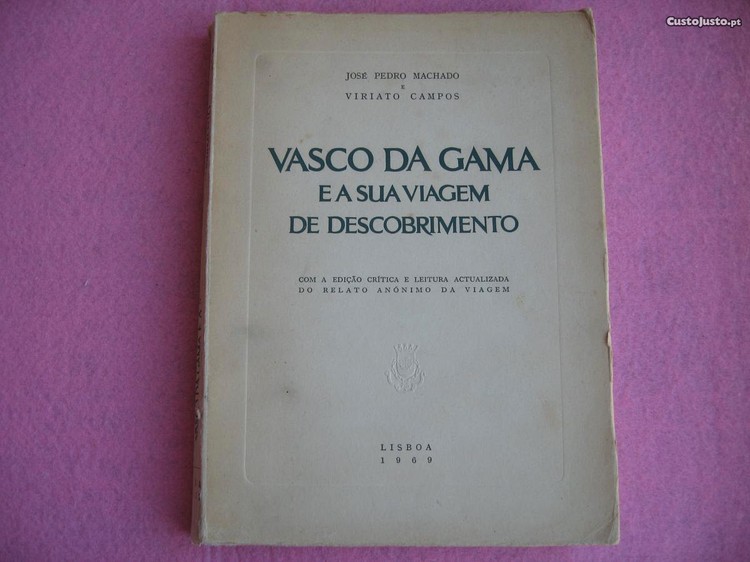 CustoJusto.pt
JOSÉ PEDRO MACHADO
E
VIRIATO CAMPOS
VASCO DA GAMA
E A SUA VIAGEM
DE DESCOBRIMENTO
COM A EDIÇÃO CRÍTICA E LEITURA ACTUALIZADA
DO RELATO ANÓNIMO DA VIAGEM
LISBOA
1969